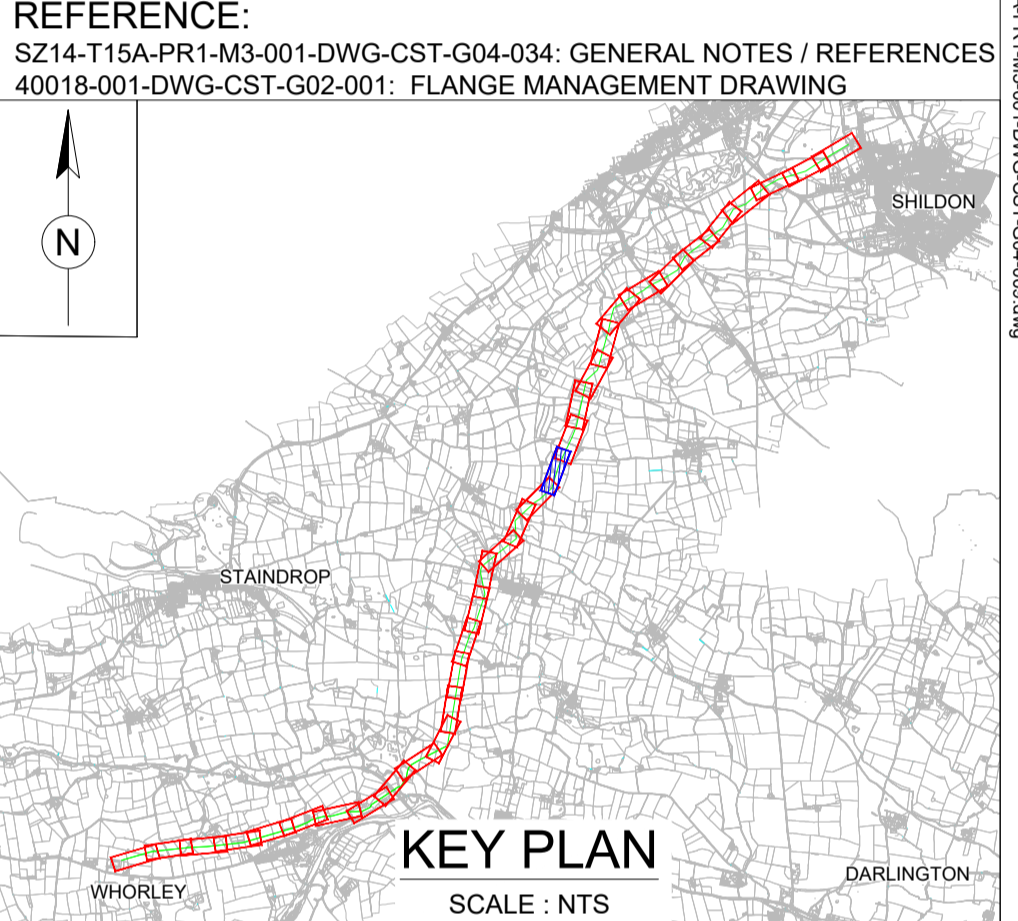 REFERENCE:
SZ14-T15A-PR1-M3-001-DWG-CST-G04-034: GENERAL NOTES / REFERENCES
40018-001-DWG-CST-G02-001: FLANGE MANAGEMENT DRAWING
N
SHILDON
STAINDROP
KEY PLAN
SCALE : NTS
WHORLEY
DARLINGTON